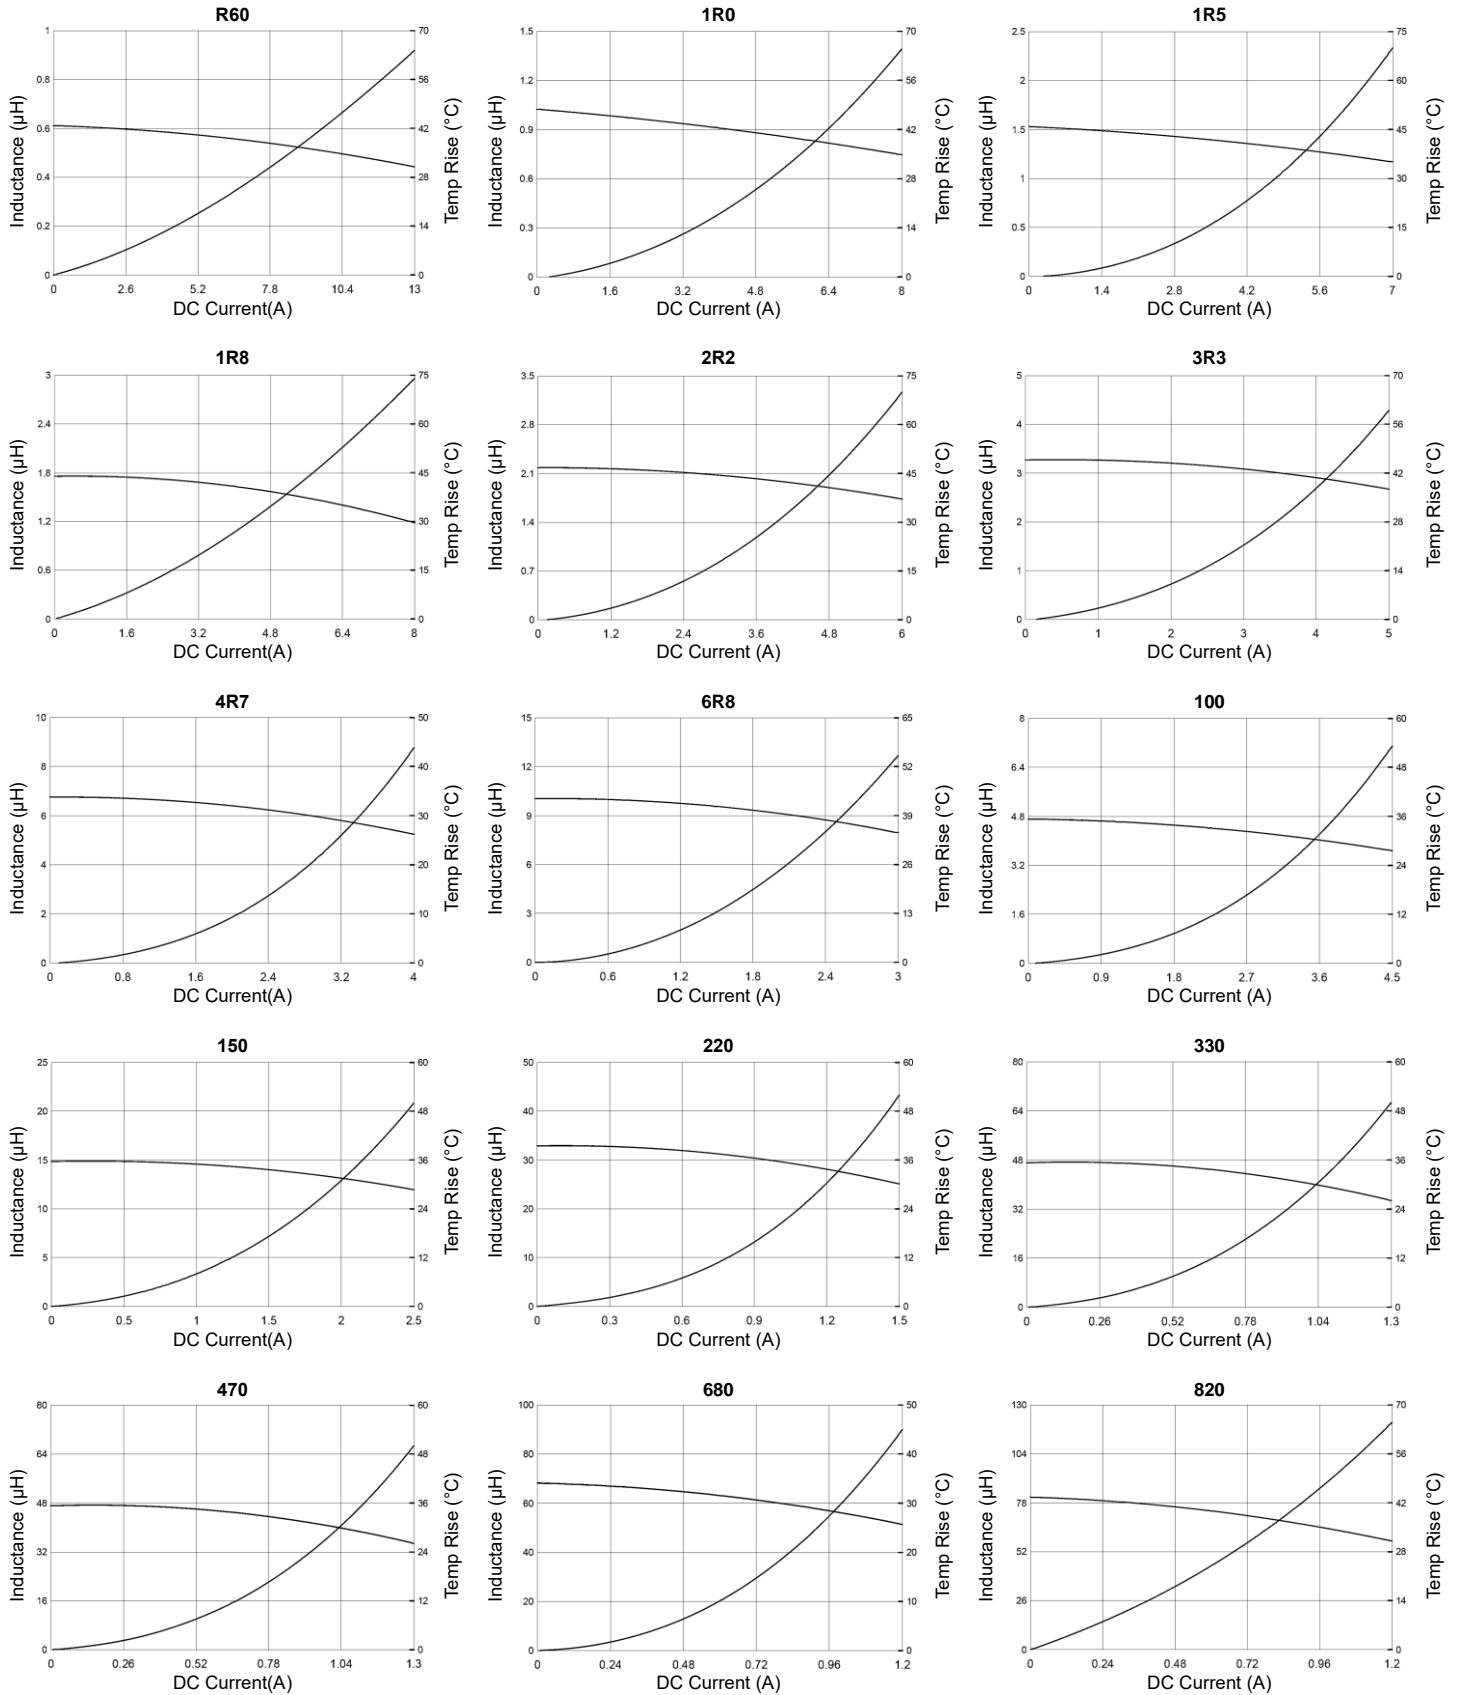 R60 1R0 1R5
1 70 1.5 70 2.5 75
0.8 56 1.2 56 2 60
0.6 42 0.9 42 1.5 45
0.4 28 0.6 28 1 30
0.2 14 0.3 14 0.5 15
0 0 0 0 0 0
Inductance (µH) Temp Rise (°C) Inductance (µH) Temp Rise (°C) Inductance (µH) Temp Rise (°C)
0 2.6 5.2 7.8 10.4 13 0 1.6 3.2 4.8 6.4 8 0 1.4 2.8 4.2 5.6 7
DC Current(A) DC Current (A) DC Current (A)
1R8 2R2 3R3
3 75 3.5 75 5 70
2.4 60 2.8 60 4 56
1.8 45 2.1 45 3 42
1.2 30 1.4 30 2 28
0.6 15 0.7 15 1 14
0 0 0 0 0 0
Inductance (µH) Temp Rise (°C) Inductance (µH) Temp Rise (°C) Inductance (µH) Temp Rise (°C)
0 1.6 3.2 4.8 6.4 8 0 1.2 2.4 3.6 4.8 6 0 1 2 3 4 5
DC Current(A) DC Current (A) DC Current (A)
4R7 6R8 100
10 50 15 65 8 60
8 40 12 52 6.4 48
6 30 9 39 4.8 36
4 20 6 26 3.2 24
2 10 3 13 1.6 12
0 0 0 0 0 0
Inductance (µH) Temp Rise (°C) Inductance (µH) Temp Rise (°C) Inductance (µH) Temp Rise (°C)
0 0.8 1.6 2.4 3.2 4 0 0.6 1.2 1.8 2.4 3 0 0.9 1.8 2.7 3.6 4.5
DC Current(A) DC Current (A) DC Current (A)
150 220 330
25 60 50 60 80 60
20 48 40 48 64 48
15 36 30 36 48 36
10 24 20 24 32 24
5 12 10 12 16 12
0 0 0 0 0 0
Inductance (µH) Temp Rise (°C) Inductance (µH) Temp Rise (°C) Inductance (µH) Temp Rise (°C)
0 0.5 1 1.5 2 2.5 0 0.3 0.6 0.9 1.2 1.5 0 0.26 0.52 0.78 1.04 1.3
DC Current(A) DC Current (A) DC Current (A)
470 680 820
80 60 100 50 130 70
64 48 80 40 104 56
48 36 60 30 78 42
32 24 40 20 52 28
16 12 20 10 26 14
0 0 0 0 0 0
Inductance (µH) Temp Rise (°C) Inductance (µH) Temp Rise (°C) Inductance (µH) Temp Rise (°C)
0 0.26 0.52 0.78 1.04 1.3 0 0.24 0.48 0.72 0.96 1.2 0 0.24 0.48 0.72 0.96 1.2
DC Current(A) DC Current (A) DC Current (A)